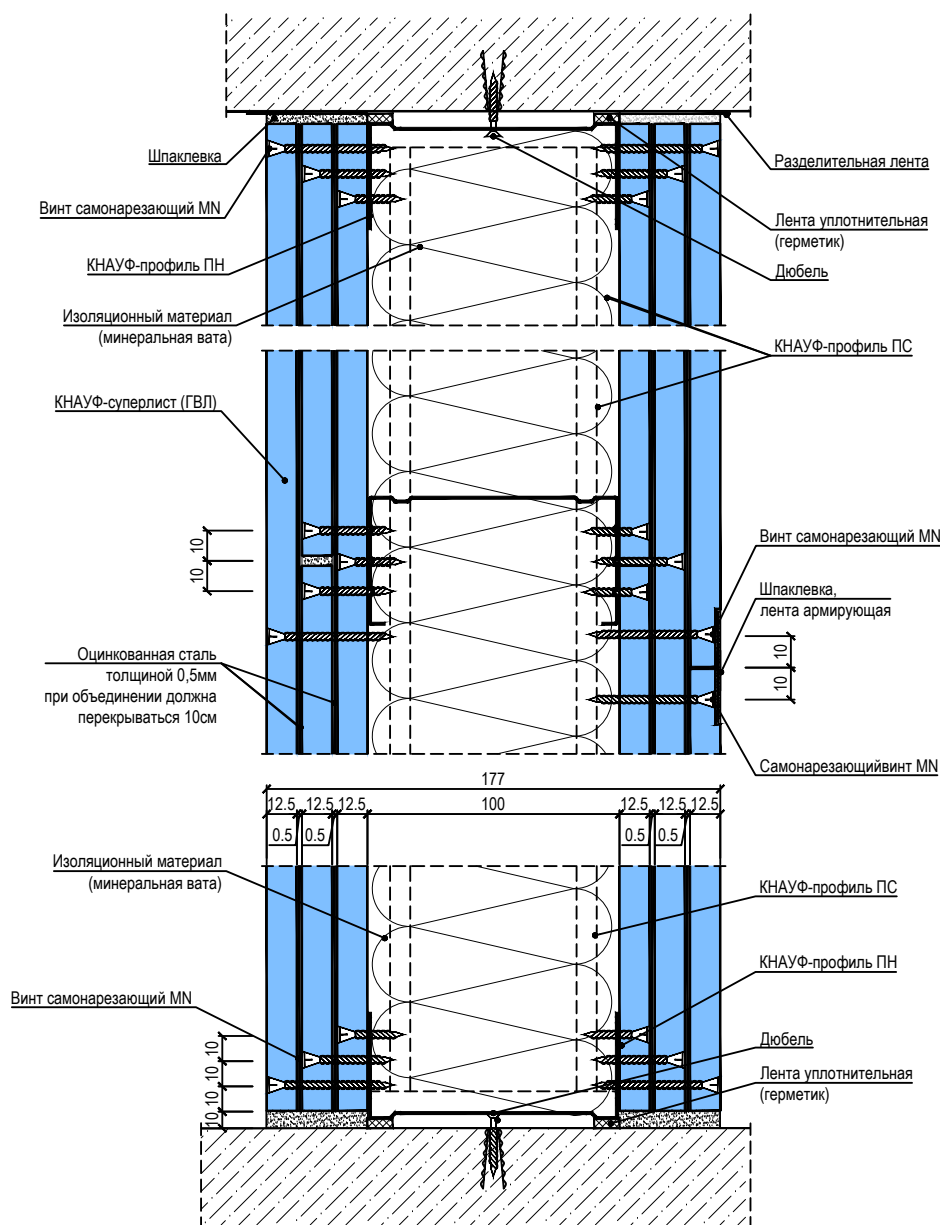 Шпаклевка
Винт самонарезающий MN
КНАУФ-профиль ПН
Изоляционный материал
(минеральная вата)
Разделительная лента
Лента уплотнительная
(герметик)
Дюбель
КНАУФ-профиль ПС
КНАУФ-суперлист (ГВЛ)
10
10
Оцинкованная сталь
толщиной 0,5мм
при объединении должна
перекрываться 10см
Винт самонарезающий MN
Шпаклевка,
лента армирующая
10
10
Самонарезающийвинт MN
177
12.5 12.5 12.5 100 12.5 12.5 12.5
0.5 0.5 0.5 0.5
Изоляционный материал
(минеральная вата)
Винт самонарезающий MN
10
10
10
10
КНАУФ-профиль ПС
КНАУФ-профиль ПН
Дюбель
Лента уплотнительная
(герметик)